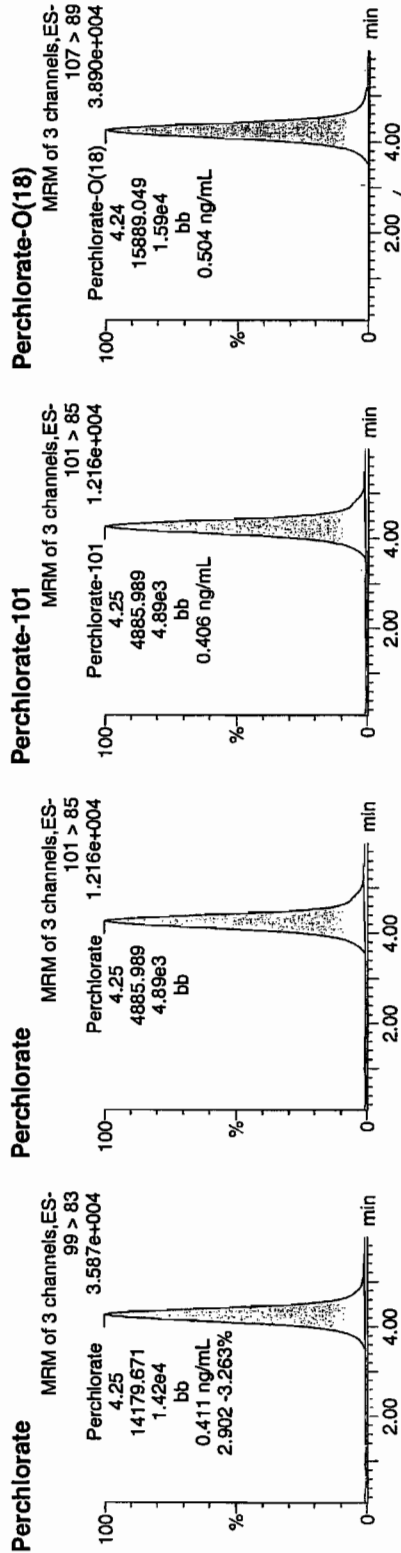 Perchlorate
MRM of 3 channels,ES-
99 > 83
3.587e+004
100
Perchlorate
4.25
14179.671
1.42e4
bb
0.411 ng/mL
2.902 -3.263%
%
0
2.00
4.00
min
Perchlorate
MRM of 3 channels,ES-
101 > 85
1.216e+004
100
Perchlorate
4.25
4885.989
4.89e3
bb
%
0
2.00
4.00
min
Perchlorate-101
MRM of 3 channels,ES-
101 > 85
1.216e+004
100
Perchlorate-101
4.25
4885.989
4.89e3
bb
0.406 ng/mL
%
0
2.00
4.00
min
Perchlorate-O(18)
MRM of 3 channels,ES-
107 > 89
3.890e+004
100
Perchlorate-O(18)
4.24
15889.049
1.59e4
bb
0.504 ng/mL
%
0
2.00
4.00
min